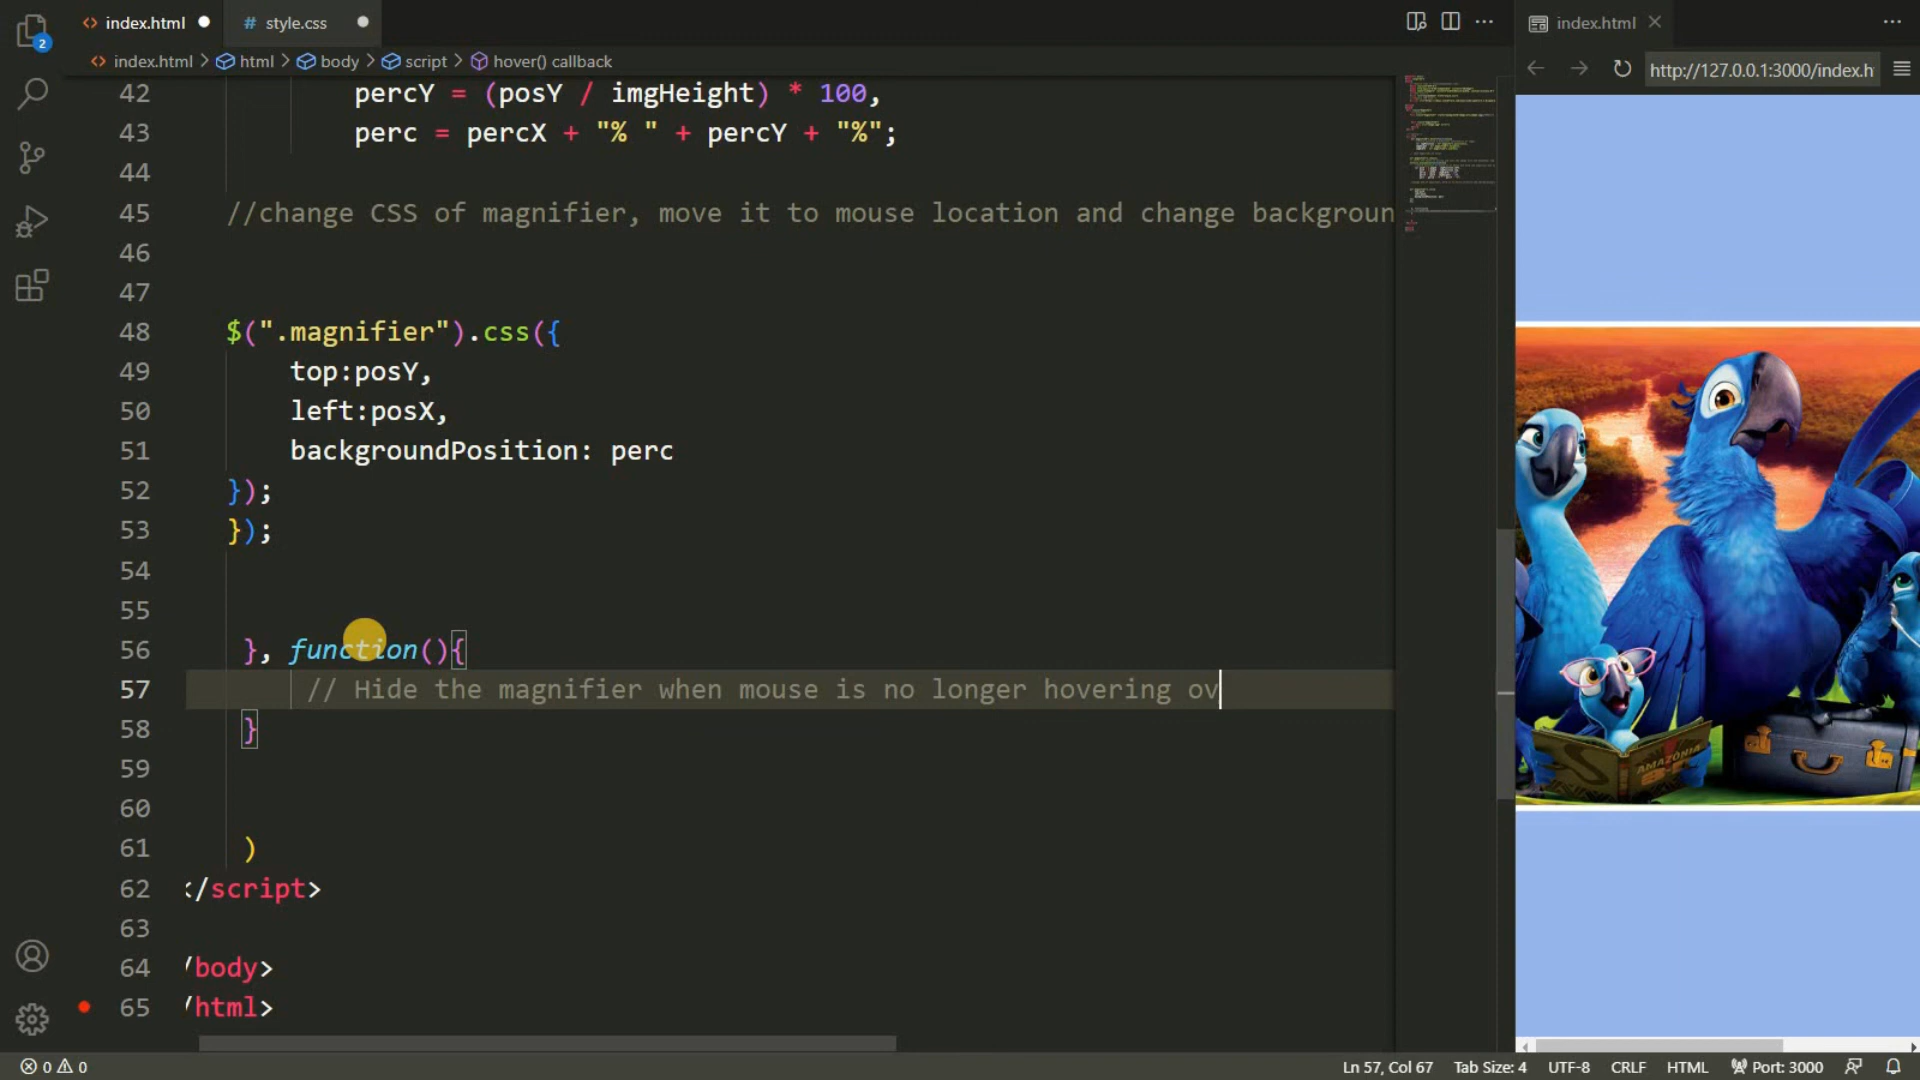 index.html
style.css
index.html
2
index.html > html > body > script > hover() callback
http://127.0.0.1:3000/index.h
42 percY = (posY / imgHeight) * 100,
43 perc = percX + "% " + percY + "%";
44
45 //change CSS of magnifier, move it to mouse location and change backgroun
46
47
48 $(".magnifier").css({
49 top:posY,
50 left:posX,
51 backgroundPosition: perc
52 });
53 });
54
55
56 }, function(){
57 // Hide the magnifier when mouse is no longer hovering ov
58 }
59
60
61 )
62 </script>
63
64 /body>
65 /html>
AMAZONIA
0 0
Ln 57, Col 67 Tab Size: 4 UTF-8 CRLF HTML Port: 3000